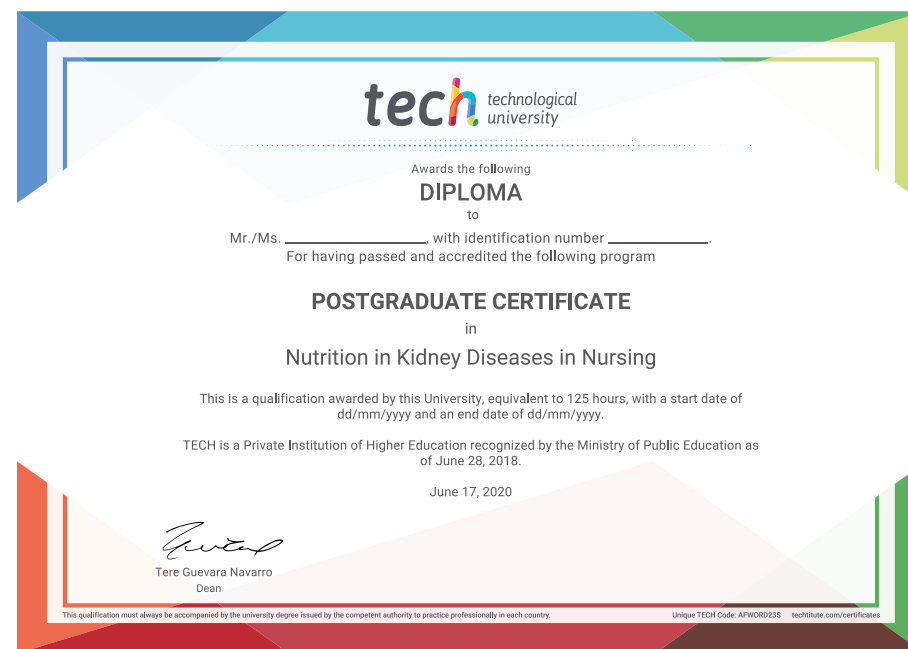 tech technological
university
Awards the following
DIPLOMA
to
Mr./Ms. ____________________, with identification number ______________.
For having passed and accredited the following program
POSTGRADUATE CERTIFICATE
in
Nutrition in Kidney Diseases in Nursing
This is a qualification awarded by this University, equivalent to 125 hours, with a start date of
dd/mm/yyyy and an end date of dd/mm/yyyy.
TECH is a Private Institution of Higher Education recognized by the Ministry of Public Education as
of June 28, 2018.
June 17, 2020
Tere Guevara Navarro
Dean
This qualification must always be accompanied by the university degree issued by the competent authority to practice professionally in each country. Unique TECH Code: AFWORD23S techtitute.com/certificates